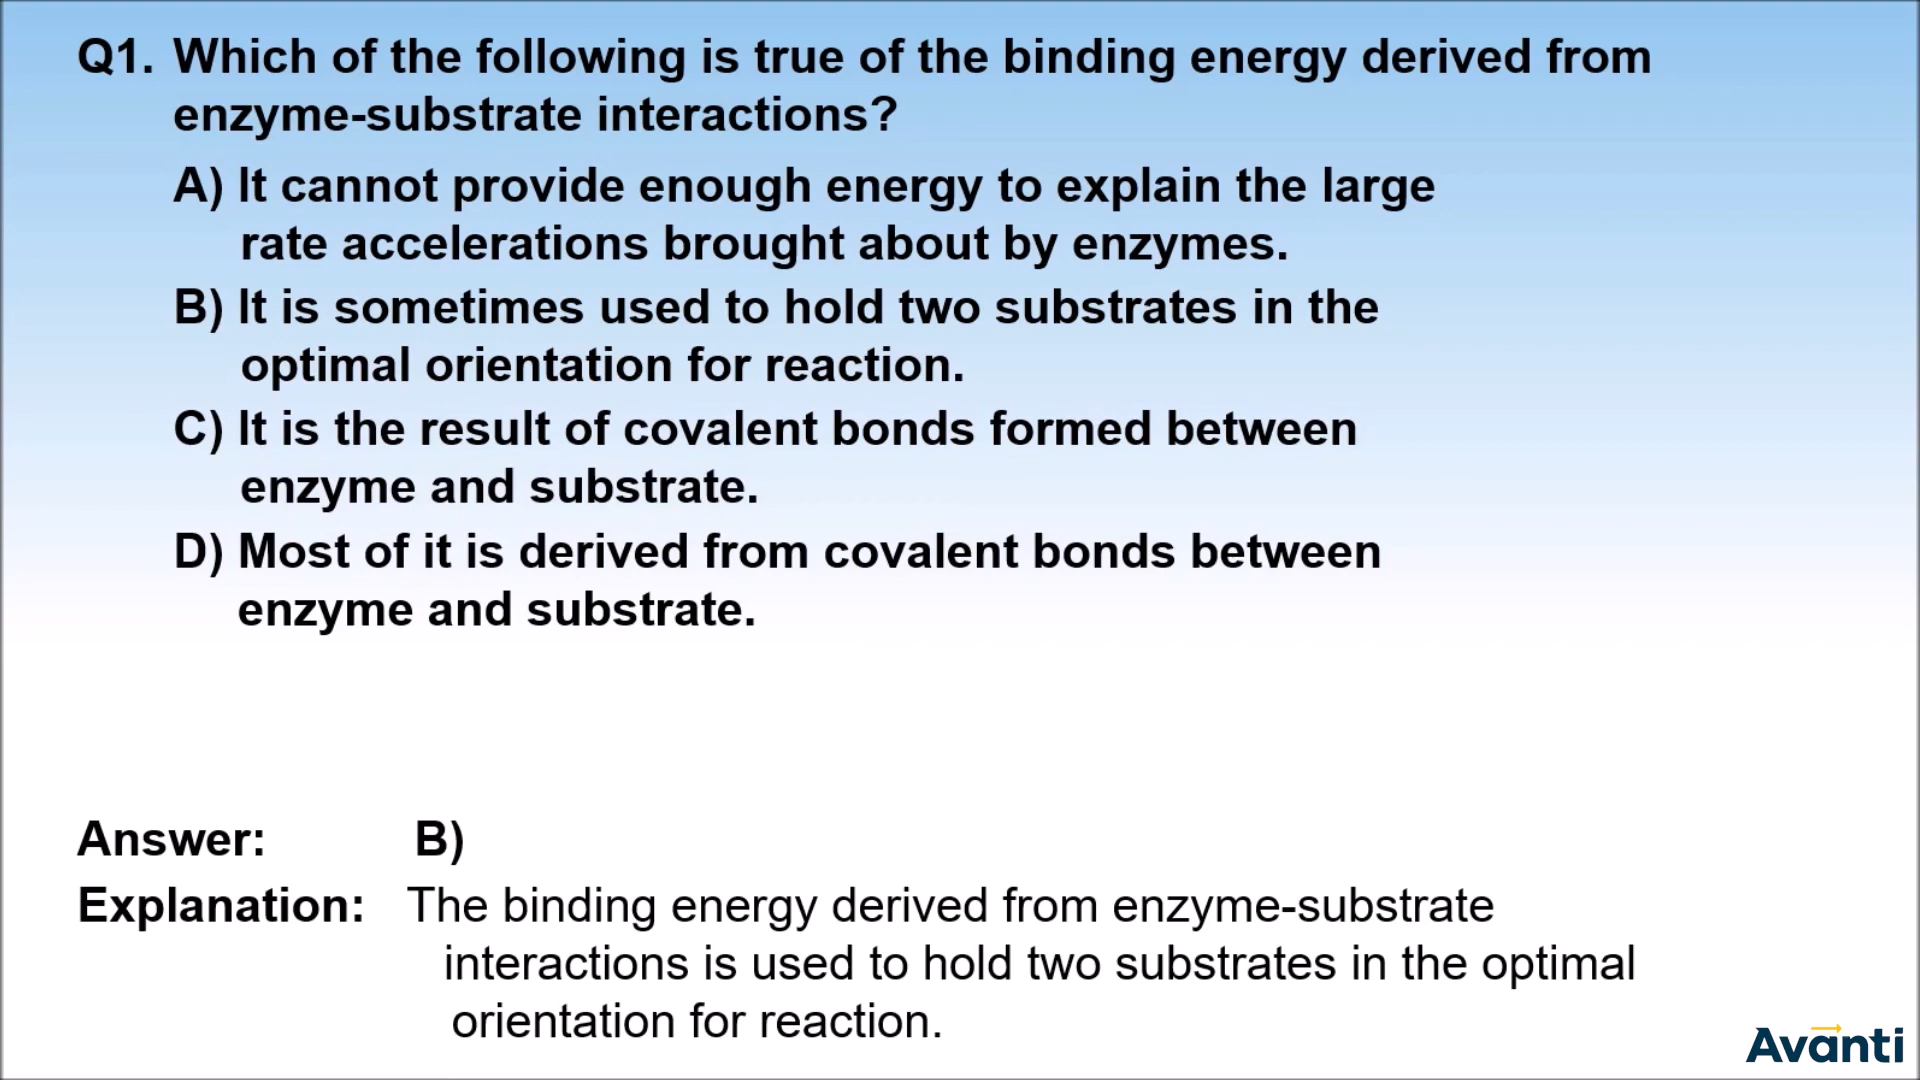 Q1. Which of the following is true of the binding energy derived from
enzyme-substrate interactions?
A) It cannot provide enough energy to explain the large
rate accelerations brought about by enzymes.
B) It is sometimes used to hold two substrates in the
optimal orientation for reaction.
C) It is the result of covalent bonds formed between
enzyme and substrate.
D) Most of it is derived from covalent bonds between
enzyme and substrate.
Answer: B)
Explanation: The binding energy derived from enzyme-substrate
interactions is used to hold two substrates in the optimal
orientation for reaction.
Avanti